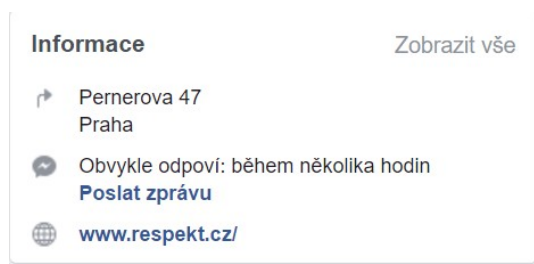 Informace
Zobrazit vše
Pernerova 47
Praha
Obvykle odpoví: během několika hodin
Poslat zprávu
www.respekt.cz/